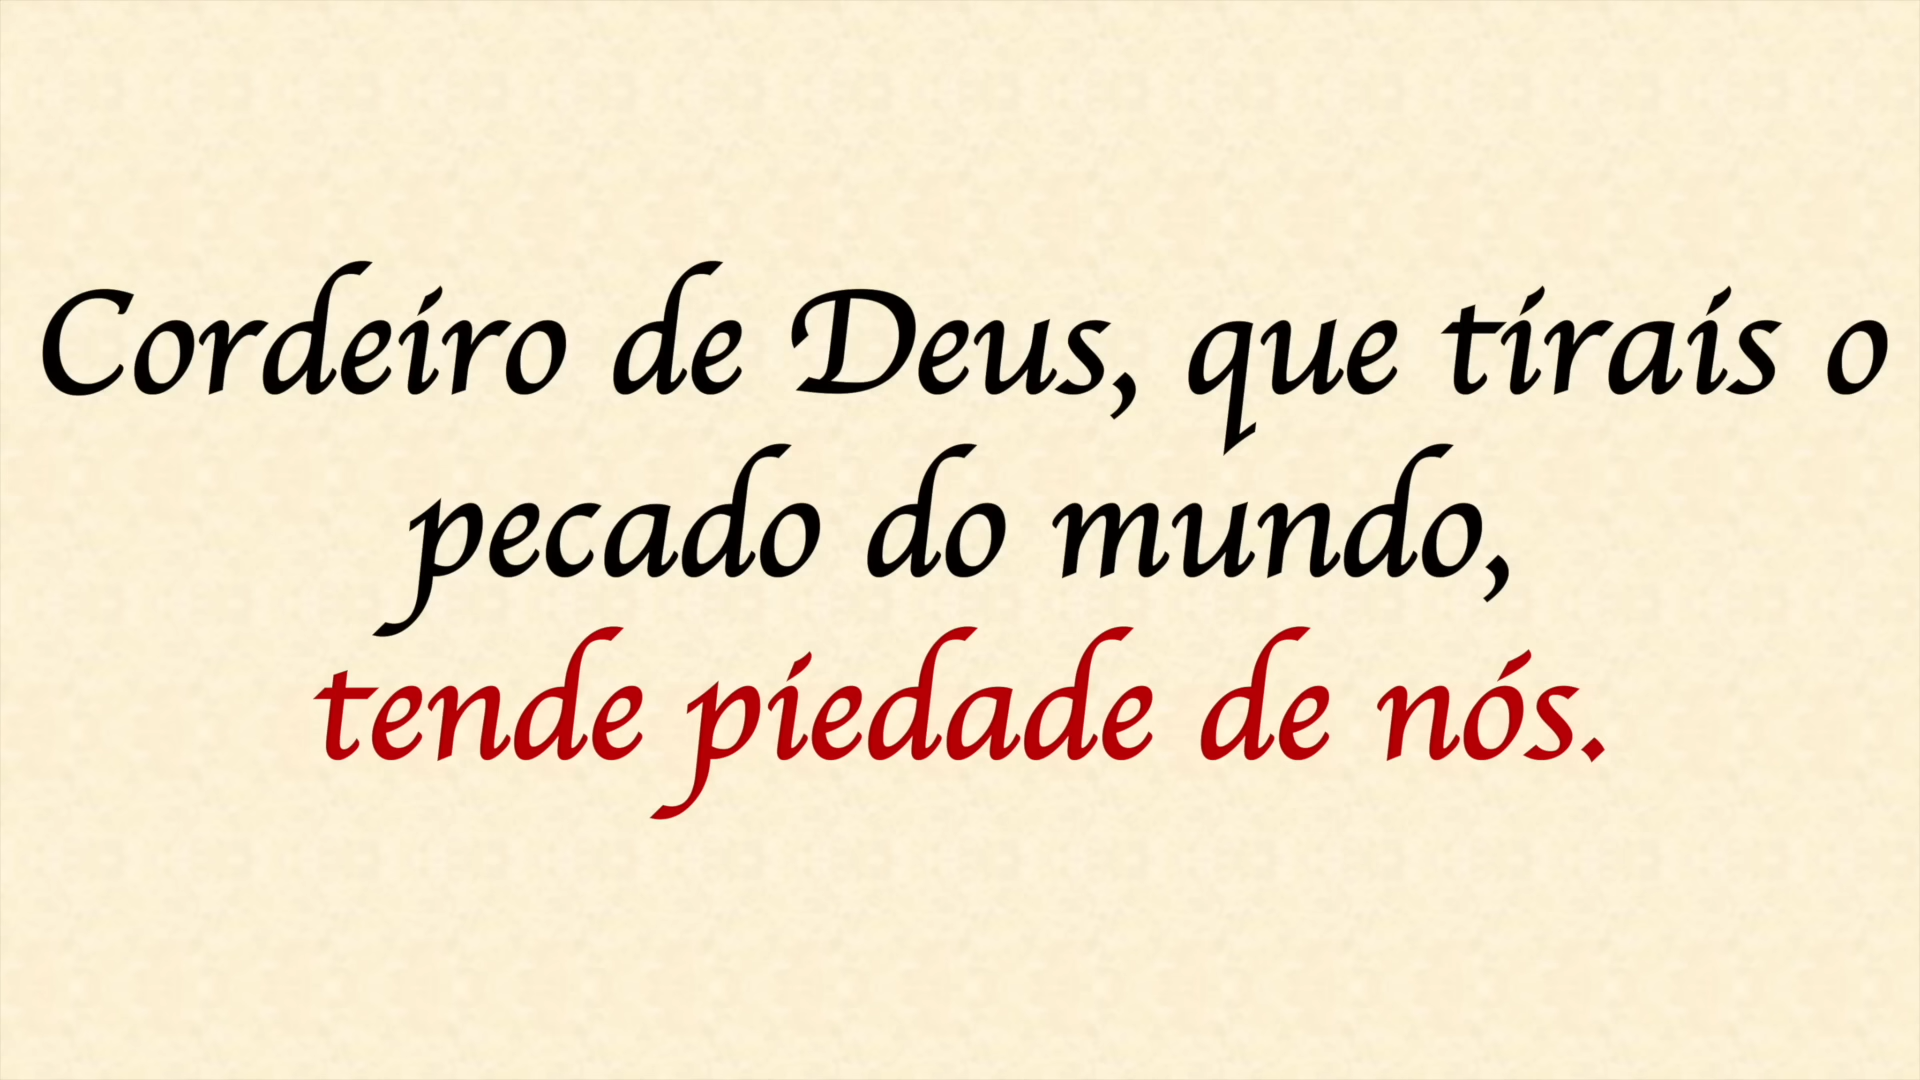 Cordeiro de Deus, que tirais o
pecado do mundo,
tende piedade de nós.